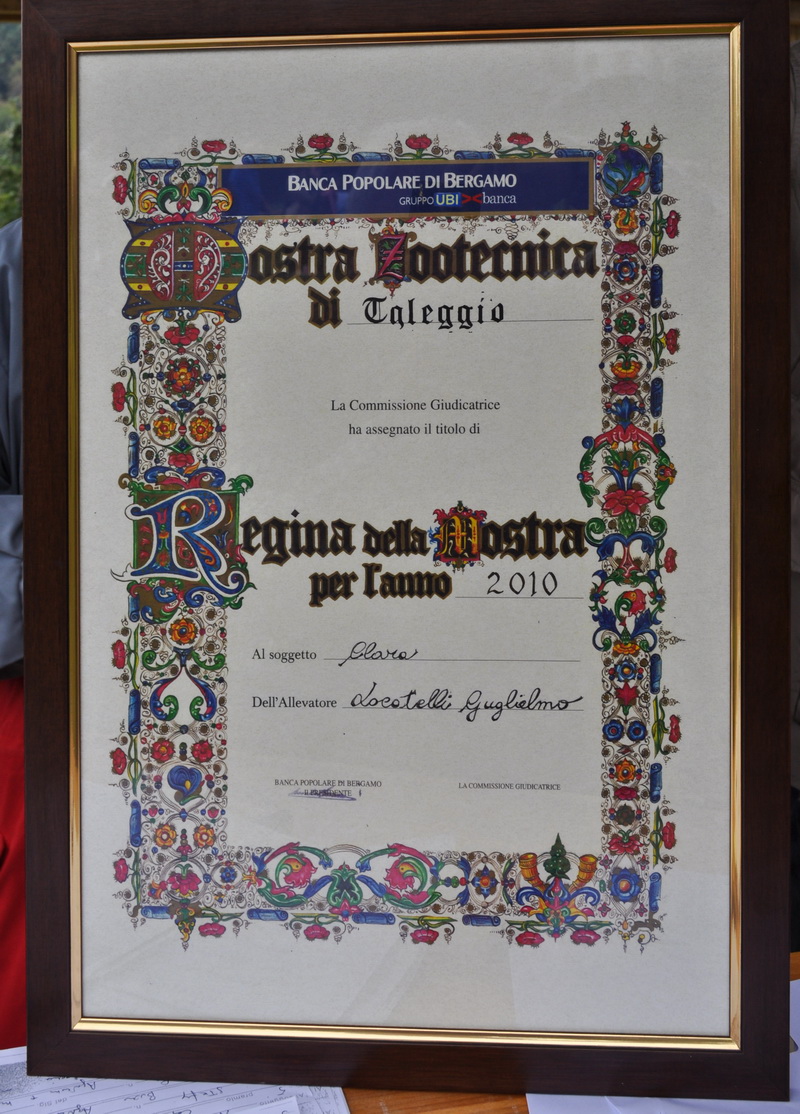 BANCA POPOLARE DI BERGAMO
GRUPPO UBI banca
Mostra Zootecnica
di Taleggio
La Commissione Giudicatrice
ha assegnato il titolo di
Regina della Mostra
per l'anno 2010
Al soggetto Clara
Dell'Allevatore Locatelli Guglielmo
BANCA POPOLARE DI BERGAMO
IL PRESIDENTE
LA COMMISSIONE GIUDICATRICE